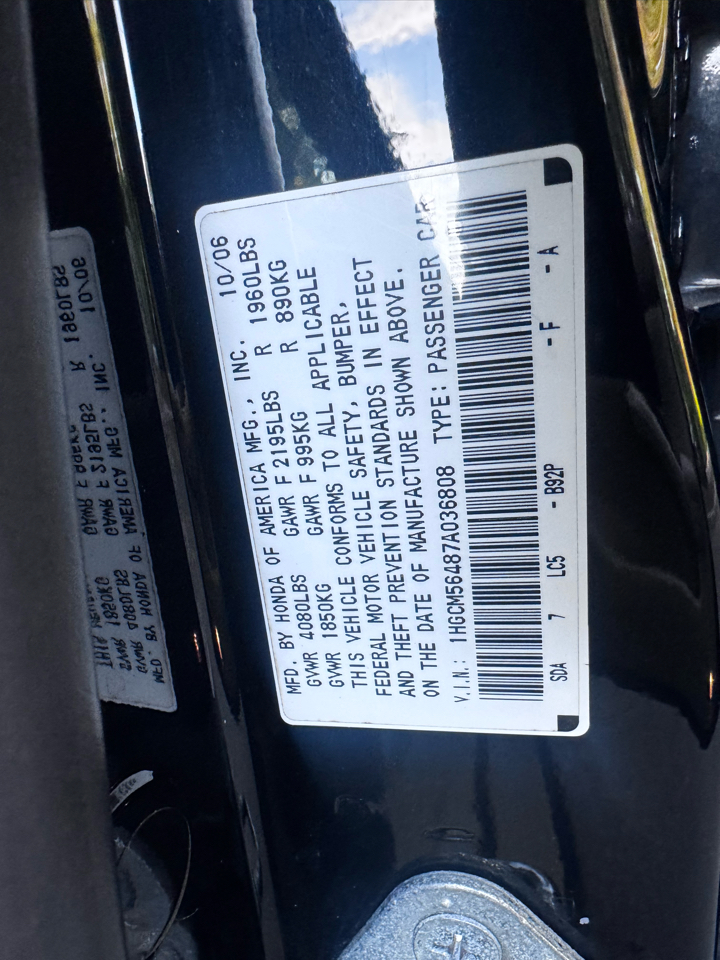 MFD. BY HONDA OF AMERICA MFG., INC. 10/06
GVWR 4080LBS GAWR F 2195LBS R 1960LBS
GVWR 1850KG GAWR F 995KG R 890KG
THIS VEHICLE CONFORMS TO ALL APPLICABLE
FEDERAL MOTOR VEHICLE SAFETY, BUMPER,
AND THEFT PREVENTION STANDARDS IN EFFECT
ON THE DATE OF MANUFACTURE SHOWN ABOVE.
V.I.N.: 1HGCM56487A036808 TYPE: PASSENGER CAR
SDA 7 LC5 - B92P - F - A